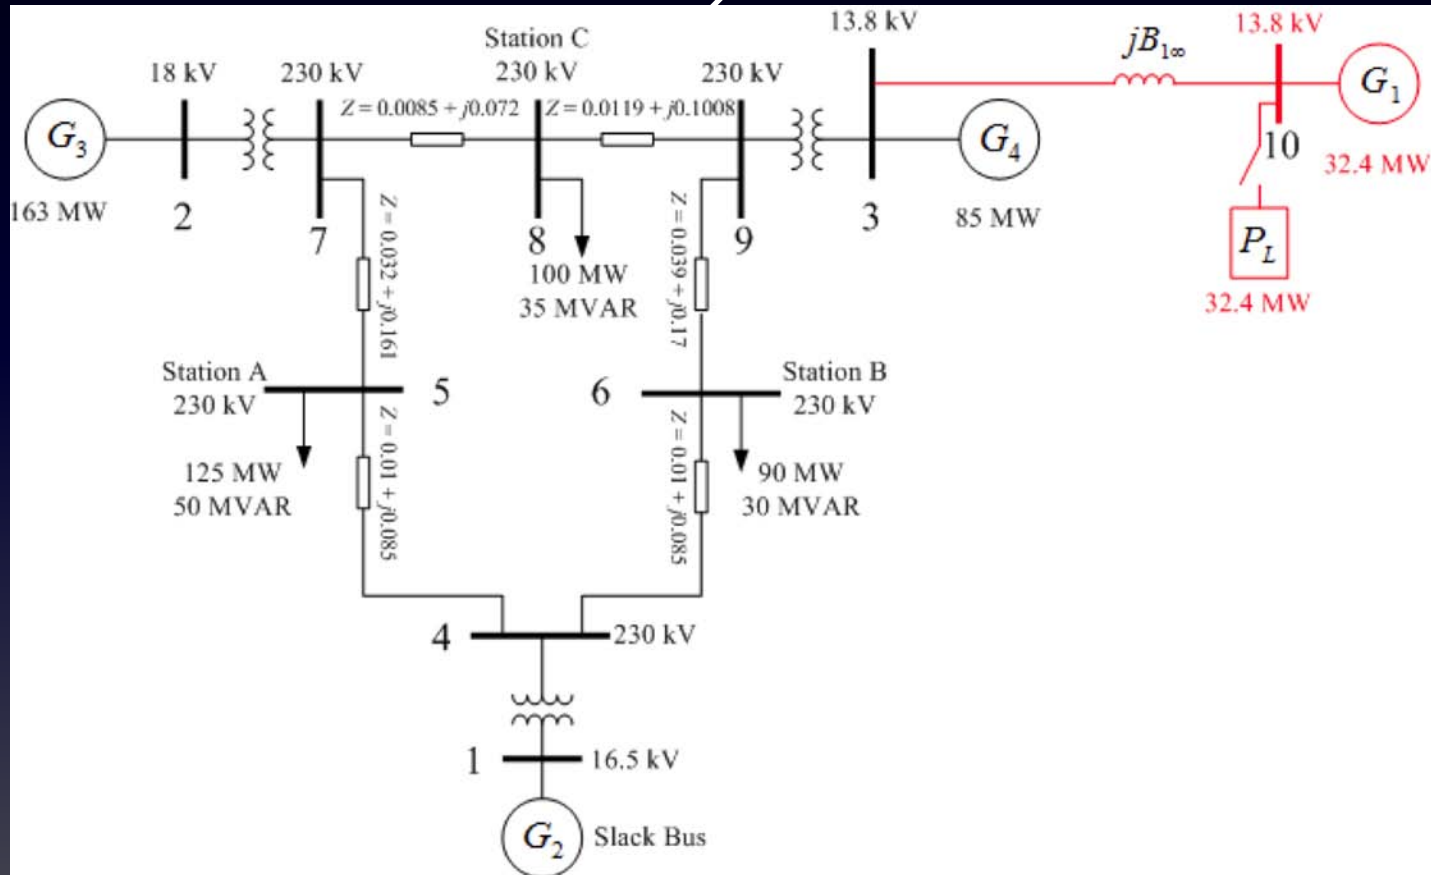 Station C
18 kV
230 kV
230 kV
230 kV
13.8 kV
13.8 kV
jB₁∞
Z = 0.0085 + j0.072
Z = 0.0119 + j0.1008
G₃
G₄
G₁
163 MW
2
7
8
9
3
85 MW
10
32.4 MW
100 MW
35 MVAR
P_L
32.4 MW
Z = 0.032 + j0.161
Z = 0.039 + j0.17
Station A
230 kV
5
6
Station B
230 kV
125 MW
50 MVAR
Z = 0.01 + j0.085
Z = 0.01 + j0.085
90 MW
30 MVAR
4
230 kV
1
16.5 kV
G₂
Slack Bus